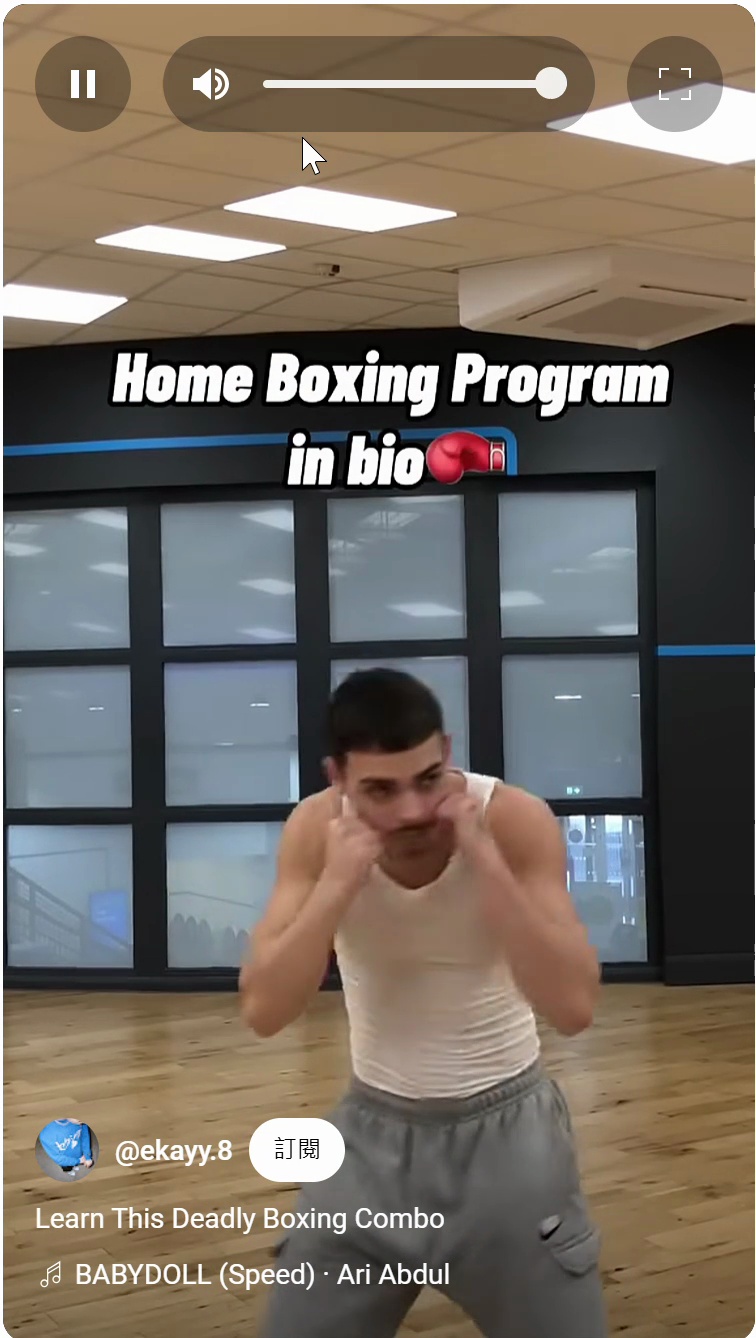 Home Boxing Program
in bio🥊
@ekayy.8 訂閱
Learn This Deadly Boxing Combo
BABYDOLL (Speed) · Ari Abdul